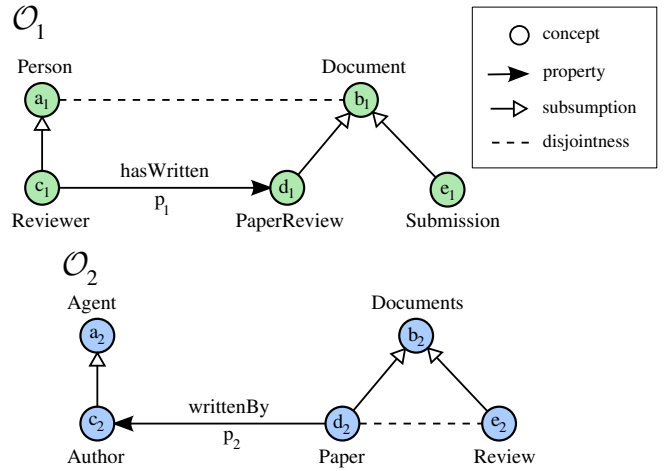 O₁
Person
Document
a₁
b₁
hasWritten
c₁
d₁
e₁
p₁
Reviewer
PaperReview
Submission
concept
property
subsumption
disjointness
O₂
Agent
Documents
a₂
b₂
writtenBy
c₂
d₂
e₂
p₂
Author
Paper
Review